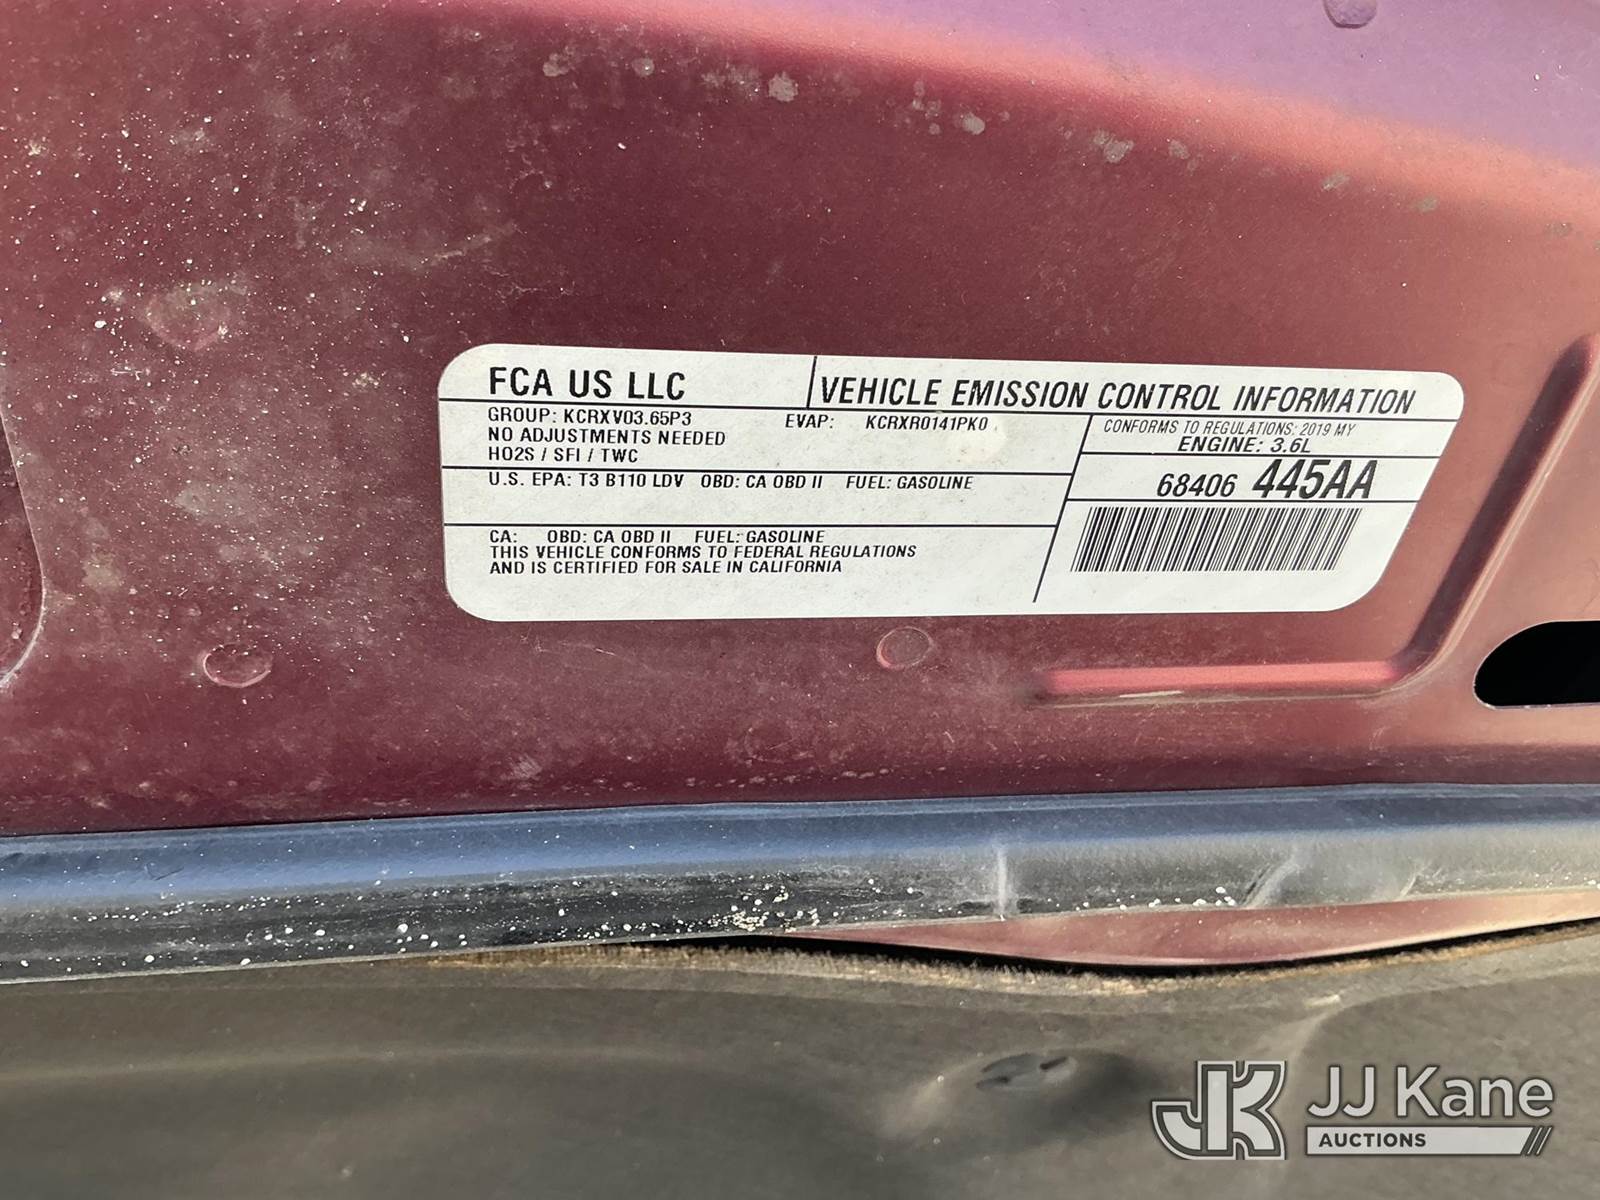 FCA US LLC
VEHICLE EMISSION CONTROL INFORMATION
GROUP: KCRXV03.65P3 EVAP: KCRXR0141PK0
NO ADJUSTMENTS NEEDED
HO2S / SFI / TWC
CONFORMS TO REGULATIONS: 2019 MY
ENGINE: 3.6L
U.S. EPA: T3 B110 LDV OBD: CA OBD II FUEL: GASOLINE
68406 445AA
CA: OBD: CA OBD II FUEL: GASOLINE
THIS VEHICLE CONFORMS TO FEDERAL REGULATIONS
AND IS CERTIFIED FOR SALE IN CALIFORNIA
JK JJ Kane
AUCTIONS